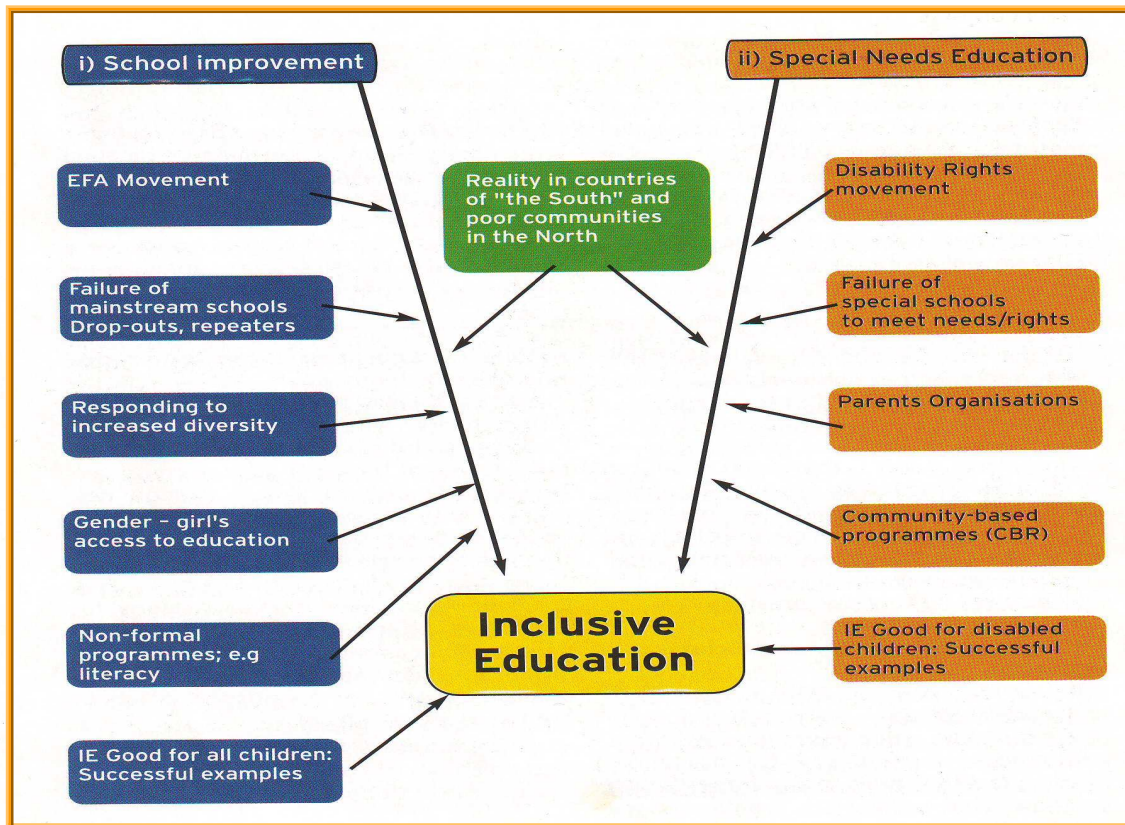 i) School improvement
ii) Special Needs Education
EFA Movement
Reality in countries
of "the South" and
poor communities
in the North
Disability Rights
movement
Failure of
mainstream schools
Drop-outs, repeaters
Failure of
special schools
to meet needs/rights
Responding to
increased diversity
Parents Organisations
Gender – girl's
access to education
Community-based
programmes (CBR)
Non-formal
programmes; e.g
literacy
Inclusive
Education
IE Good for disabled
children: Successful
examples
IE Good for all children:
Successful examples